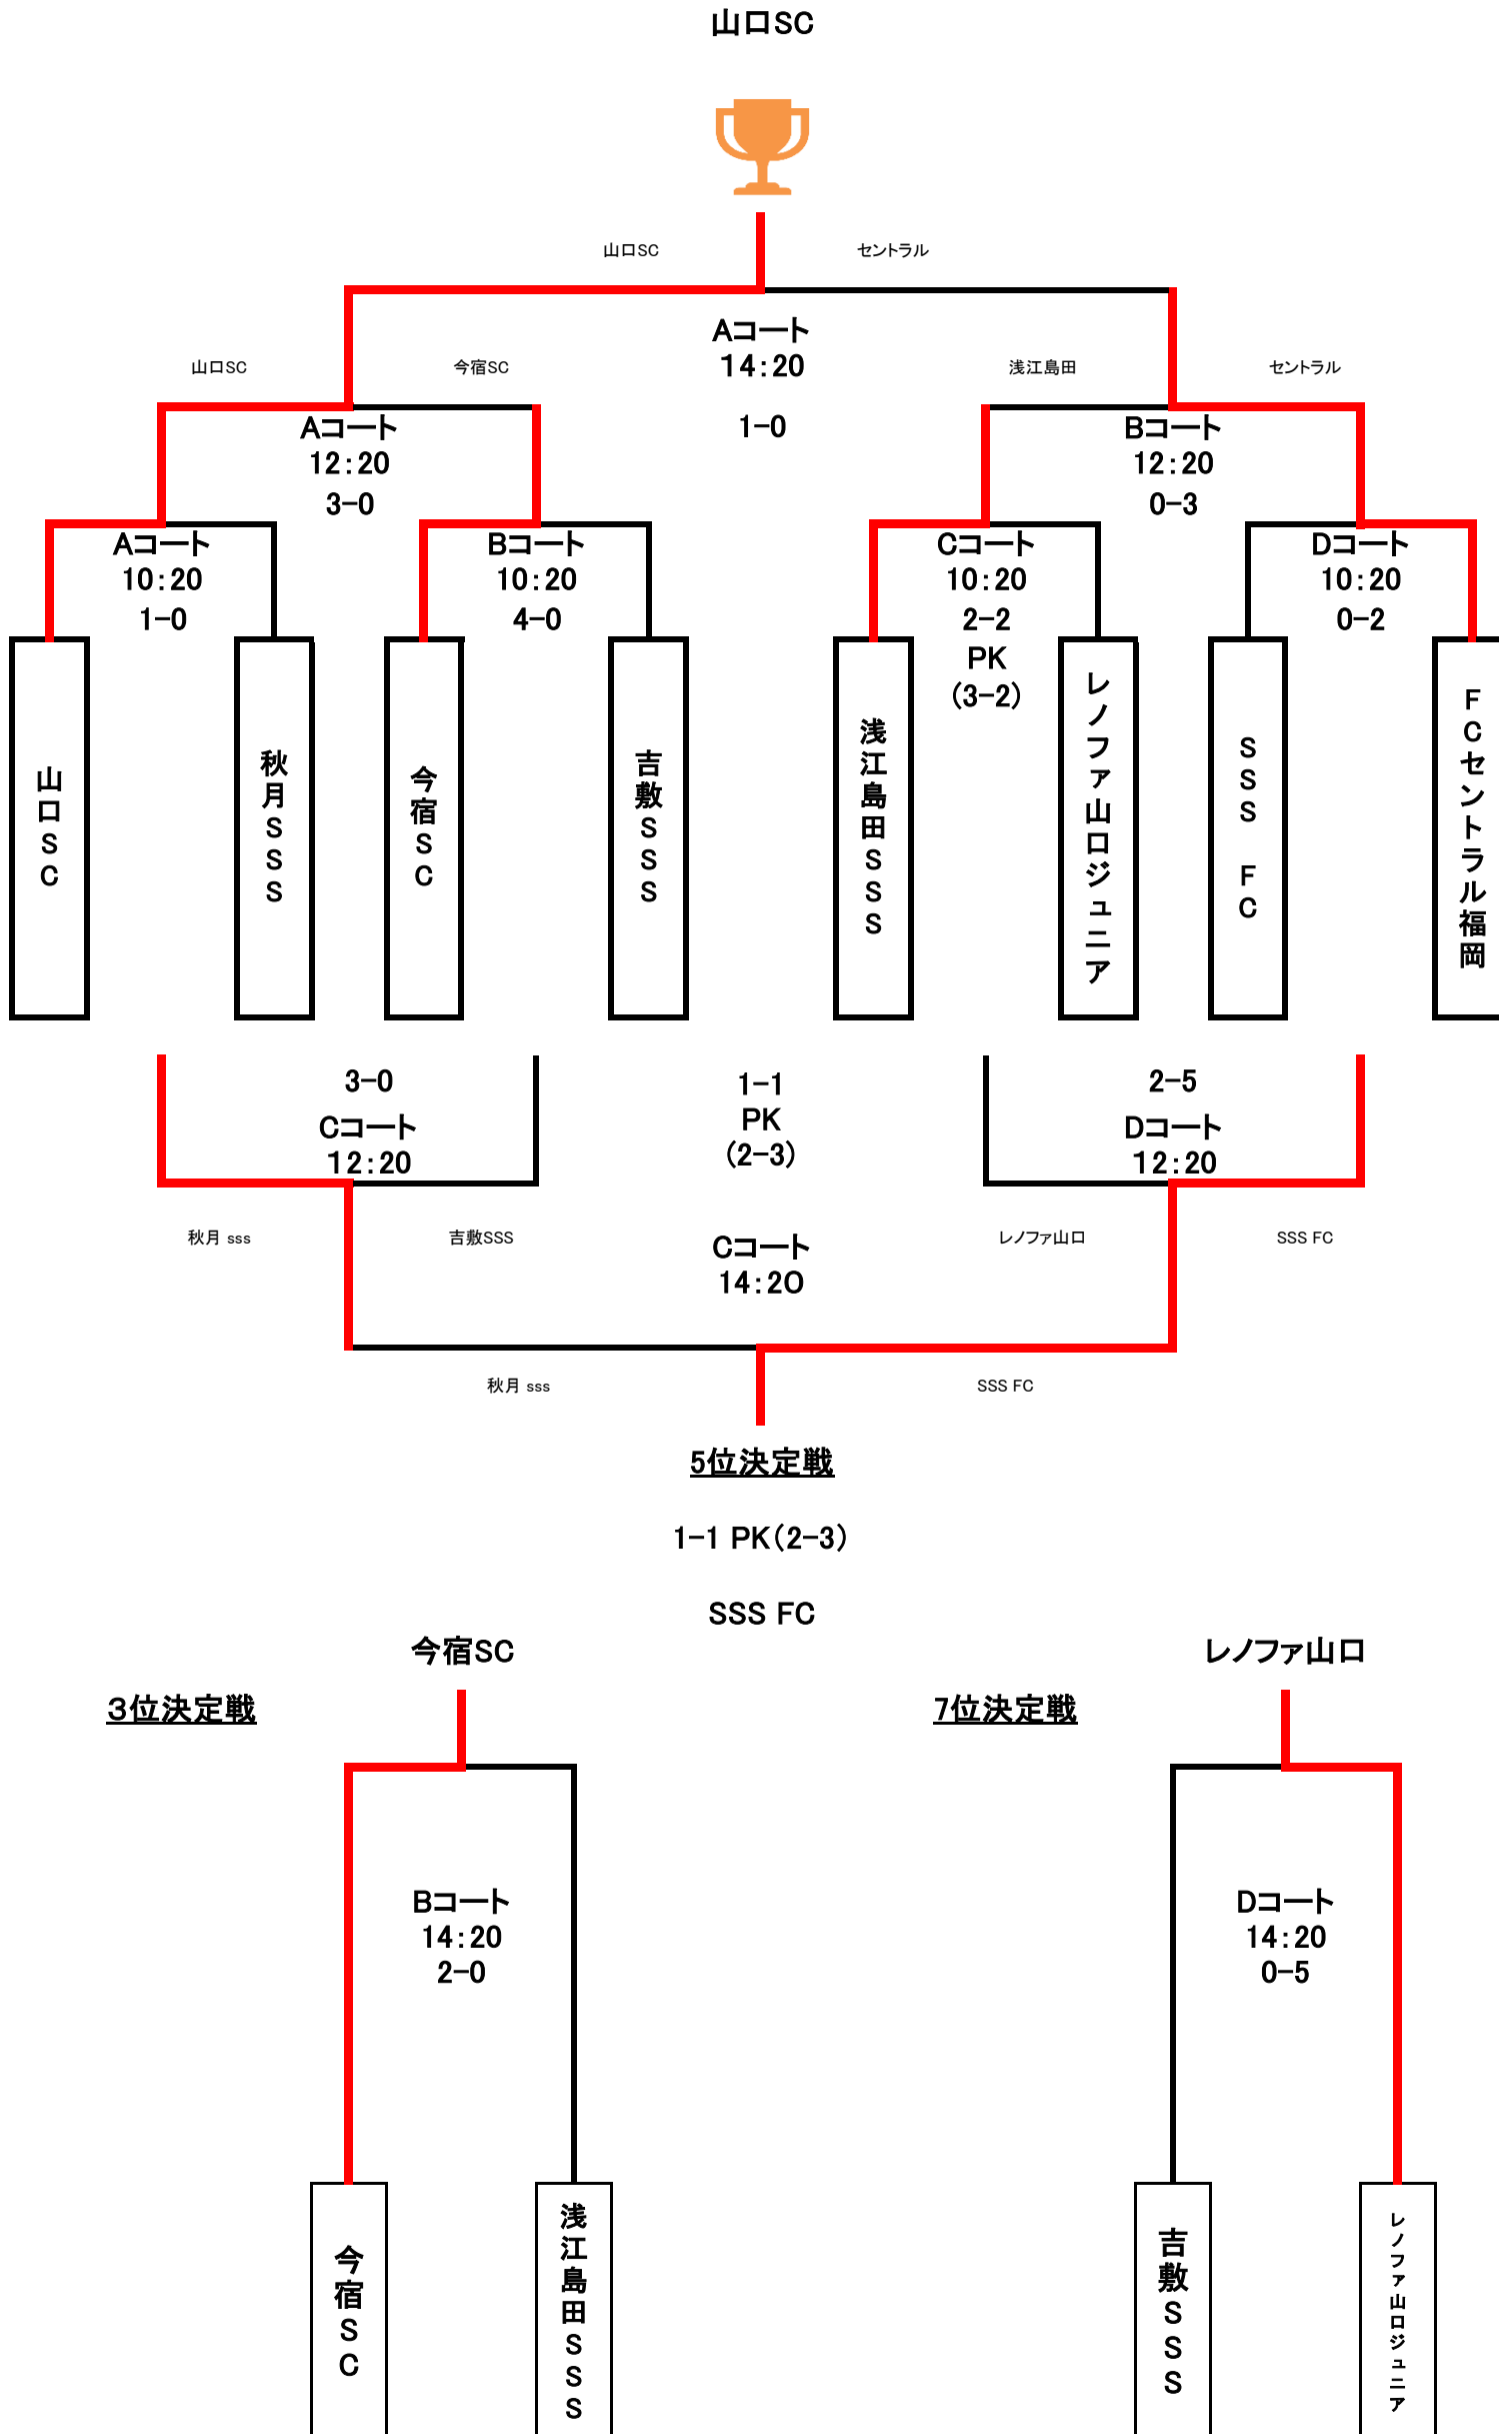 山口SC
山口SC
セントラル
Aコート
14：20
1-0
山口SC
今宿SC
浅江島田
セントラル
Aコート
12：20
3-0
Bコート
12：20
0-3
Aコート
10：20
1-0
Bコート
10：20
4-0
Cコート
10：20
2-2
PK
（3-2）
Dコート
10：20
0-2
山口SC
秋月SSS
今宿SC
吉敷SSS
浅江島田SSS
レノファ山口ジュニア
SSS FC
FCセントラル福岡
3-0
Cコート
12：20
1-1
PK
（2-3）
2-5
Dコート
12：20
秋月 sss
吉敷SSS
Cコート
14：2O
レノファ山口
SSS FC
秋月 sss
SSS FC
5位決定戦
1-1 PK（2-3）
SSS FC
今宿SC
レノファ山口
３位決定戦
7位決定戦
Bコート
14：20
2-0
Dコート
14：20
0-5
今宿SC
浅江島田SSS
吉敷SSS
レノファ山口ジュニア